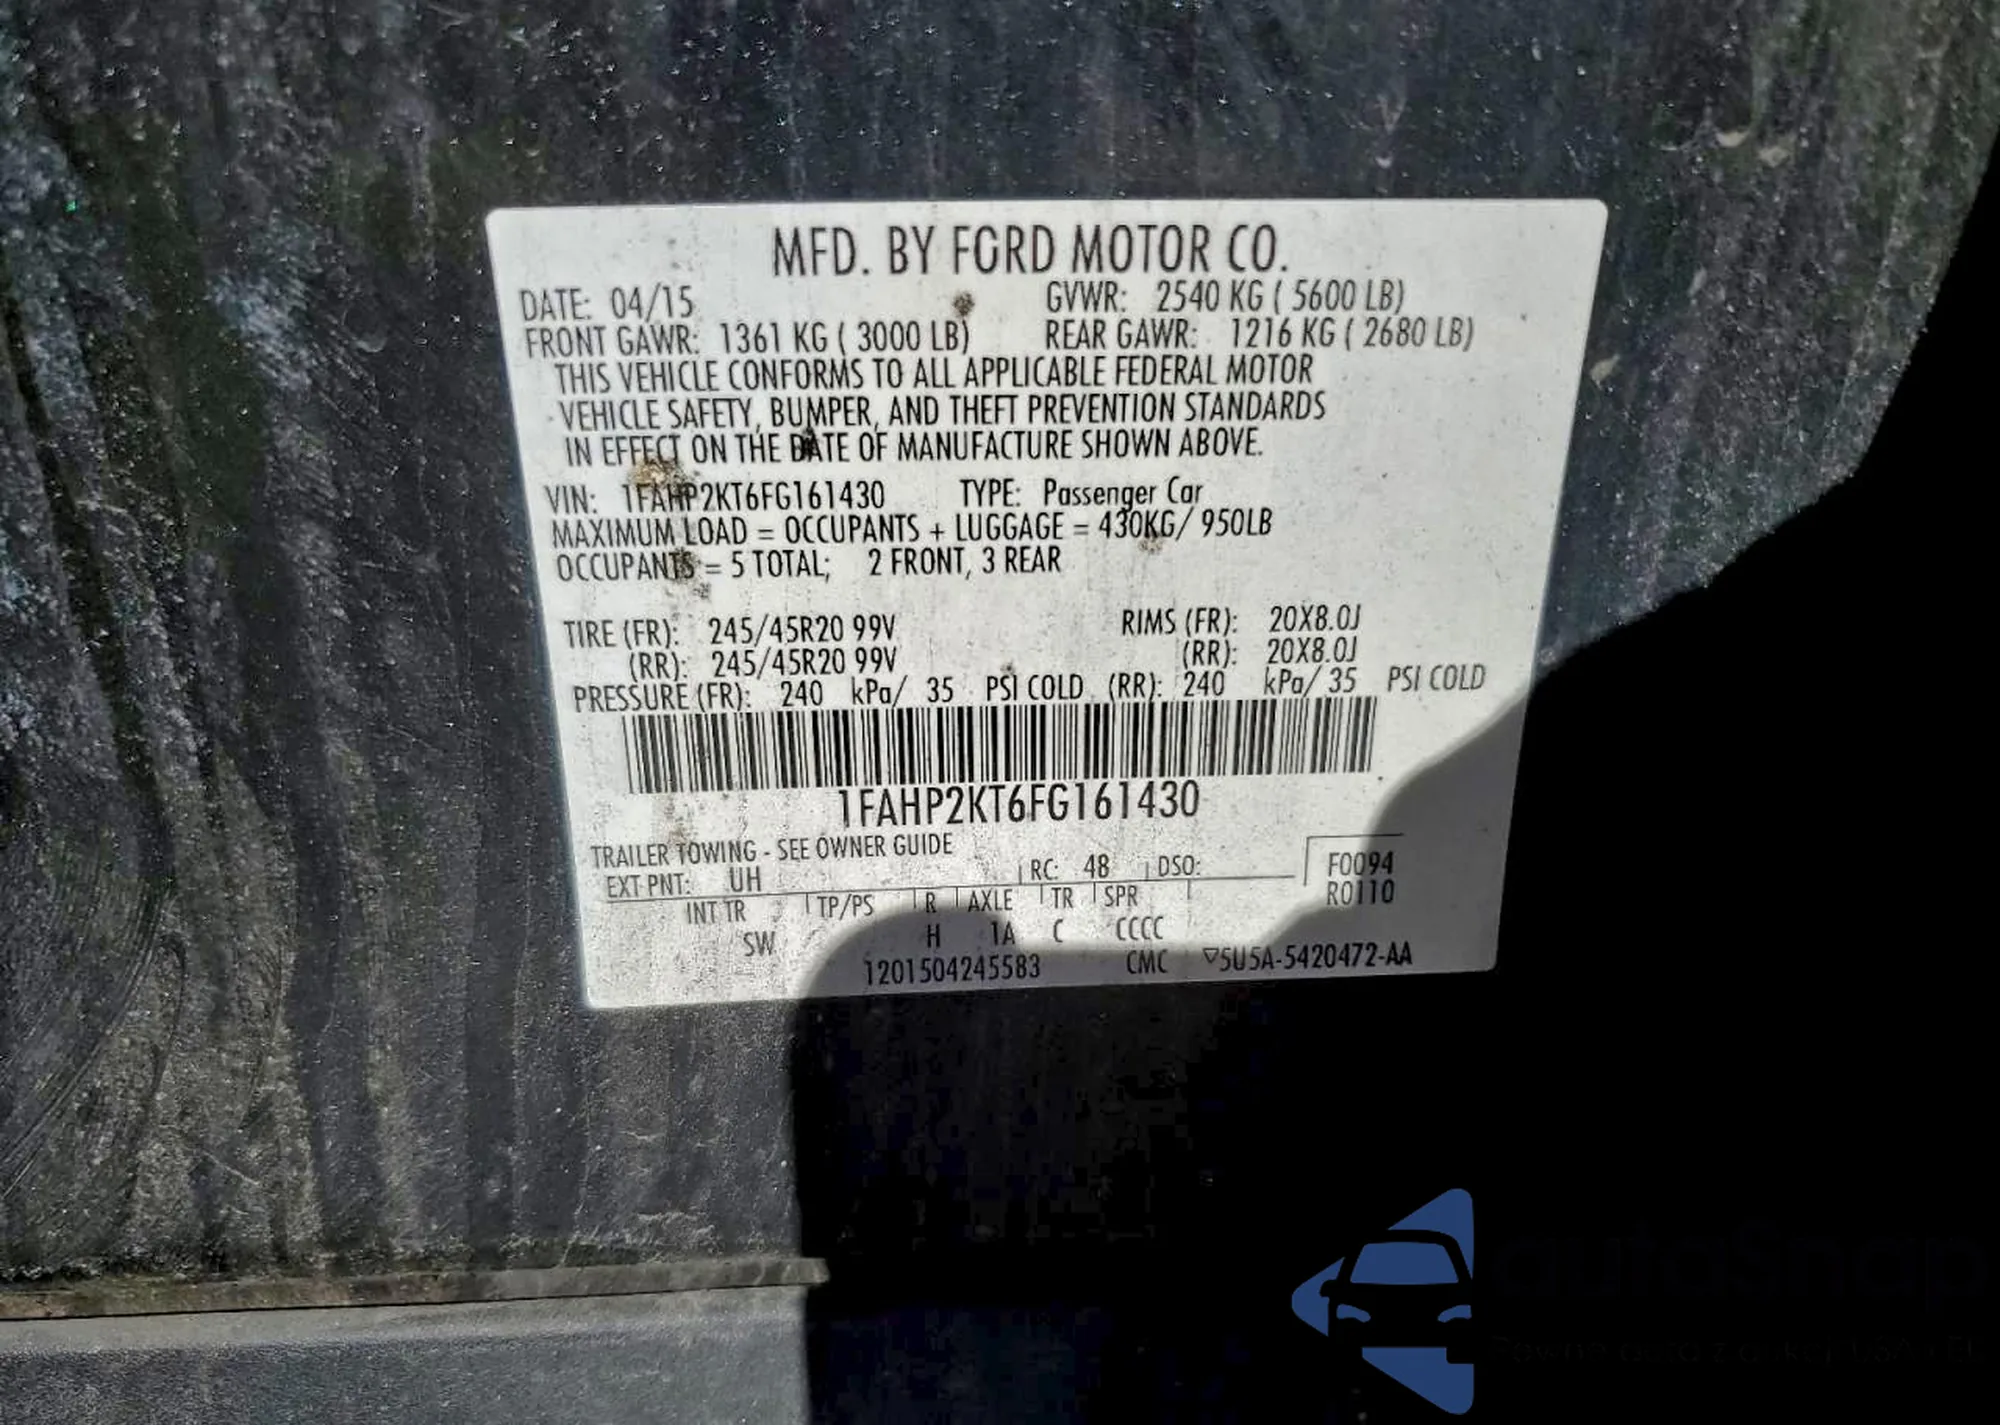 MFD. BY FORD MOTOR CO.
DATE: 04/15 GVWR: 2540 KG ( 5600 LB)
FRONT GAWR: 1361 KG ( 3000 LB) REAR GAWR: 1216 KG ( 2680 LB)
THIS VEHICLE CONFORMS TO ALL APPLICABLE FEDERAL MOTOR
VEHICLE SAFETY, BUMPER, AND THEFT PREVENTION STANDARDS
IN EFFECT ON THE DATE OF MANUFACTURE SHOWN ABOVE.
VIN: 1FAHP2KT6FG161430 TYPE: Passenger Car
MAXIMUM LOAD = OCCUPANTS + LUGGAGE = 430KG/ 950LB
OCCUPANTS = 5 TOTAL; 2 FRONT, 3 REAR
TIRE (FR): 245/45R20 99V RIMS (FR): 20X8.0J
(RR): 245/45R20 99V (RR): 20X8.0J
PRESSURE (FR): 240 kPa/ 35 PSI COLD (RR): 240 kPa/ 35 PSI COLD
1FAHP2KT6FG161430
TRAILER TOWING - SEE OWNER GUIDE
EXT PNT: UH RC: 48 DSO: F0094
R0110
INT TR TP/PS R AXLE TR SPR
SW H 1A C CCCC
1201504245583 CMC ▽5U5A-5420472-AA
autoSnap